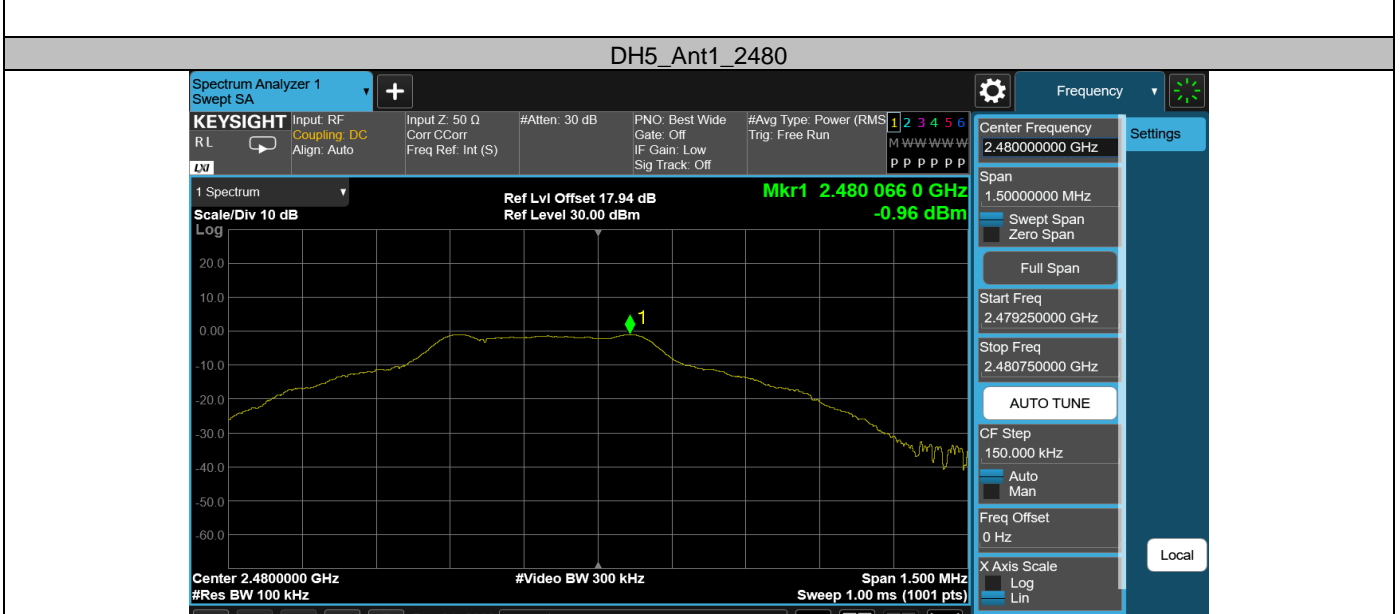 DH5_Ant1_2480
Spectrum Analyzer 1
Swept SA
Frequency
KEYSIGHT
R L
LXI
Input: RF
Coupling: DC
Align: Auto
Input Z: 50 Ω
Corr CCorr
Freq Ref: Int (S)
#Atten: 30 dB
PNO: Best Wide
Gate: Off
IF Gain: Low
Sig Track: Off
#Avg Type: Power (RMS
Trig: Free Run
1 2 3 4 5 6
M W W W W W
P P P P P P
1 Spectrum
Scale/Div 10 dB
Ref Lvl Offset 17.94 dB
Ref Level 30.00 dBm
Mkr1 2.480 066 0 GHz
-0.96 dBm
Log
20.0
10.0
0.00
-10.0
-20.0
-30.0
-40.0
-50.0
-60.0
1
Center 2.4800000 GHz
#Res BW 100 kHz
#Video BW 300 kHz
Span 1.500 MHz
Sweep 1.00 ms (1001 pts)
Center Frequency
2.480000000 GHz
Span
1.50000000 MHz
Swept Span
Zero Span
Full Span
Start Freq
2.479250000 GHz
Stop Freq
2.480750000 GHz
AUTO TUNE
CF Step
150.000 kHz
Auto
Man
Freq Offset
0 Hz
X Axis Scale
Log
Lin
Settings
Local